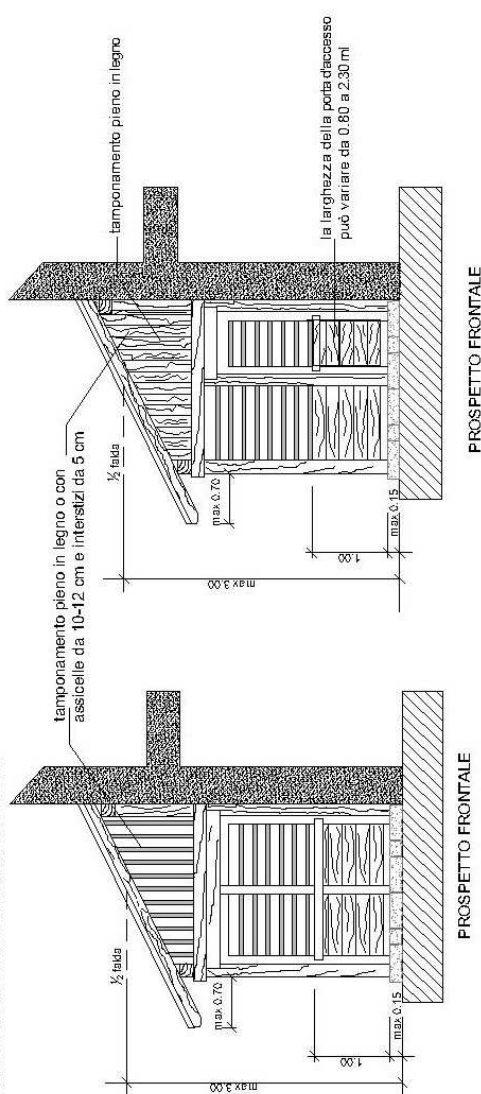 tamponamento pieno in legno o con
assicelle da 10-12 cm e interstizi da 5 cm
½ falda
max 0.70
max 3.00
1.00
max 0.15
PROSPETTO FRONTALE
tamponamento pieno in legno
½ falda
max 0.70
max 3.00
1.00
max 0.15
la larghezza della porta d'accesso
può variare da 0.80 a 2.30 ml
PROSPETTO FRONTALE